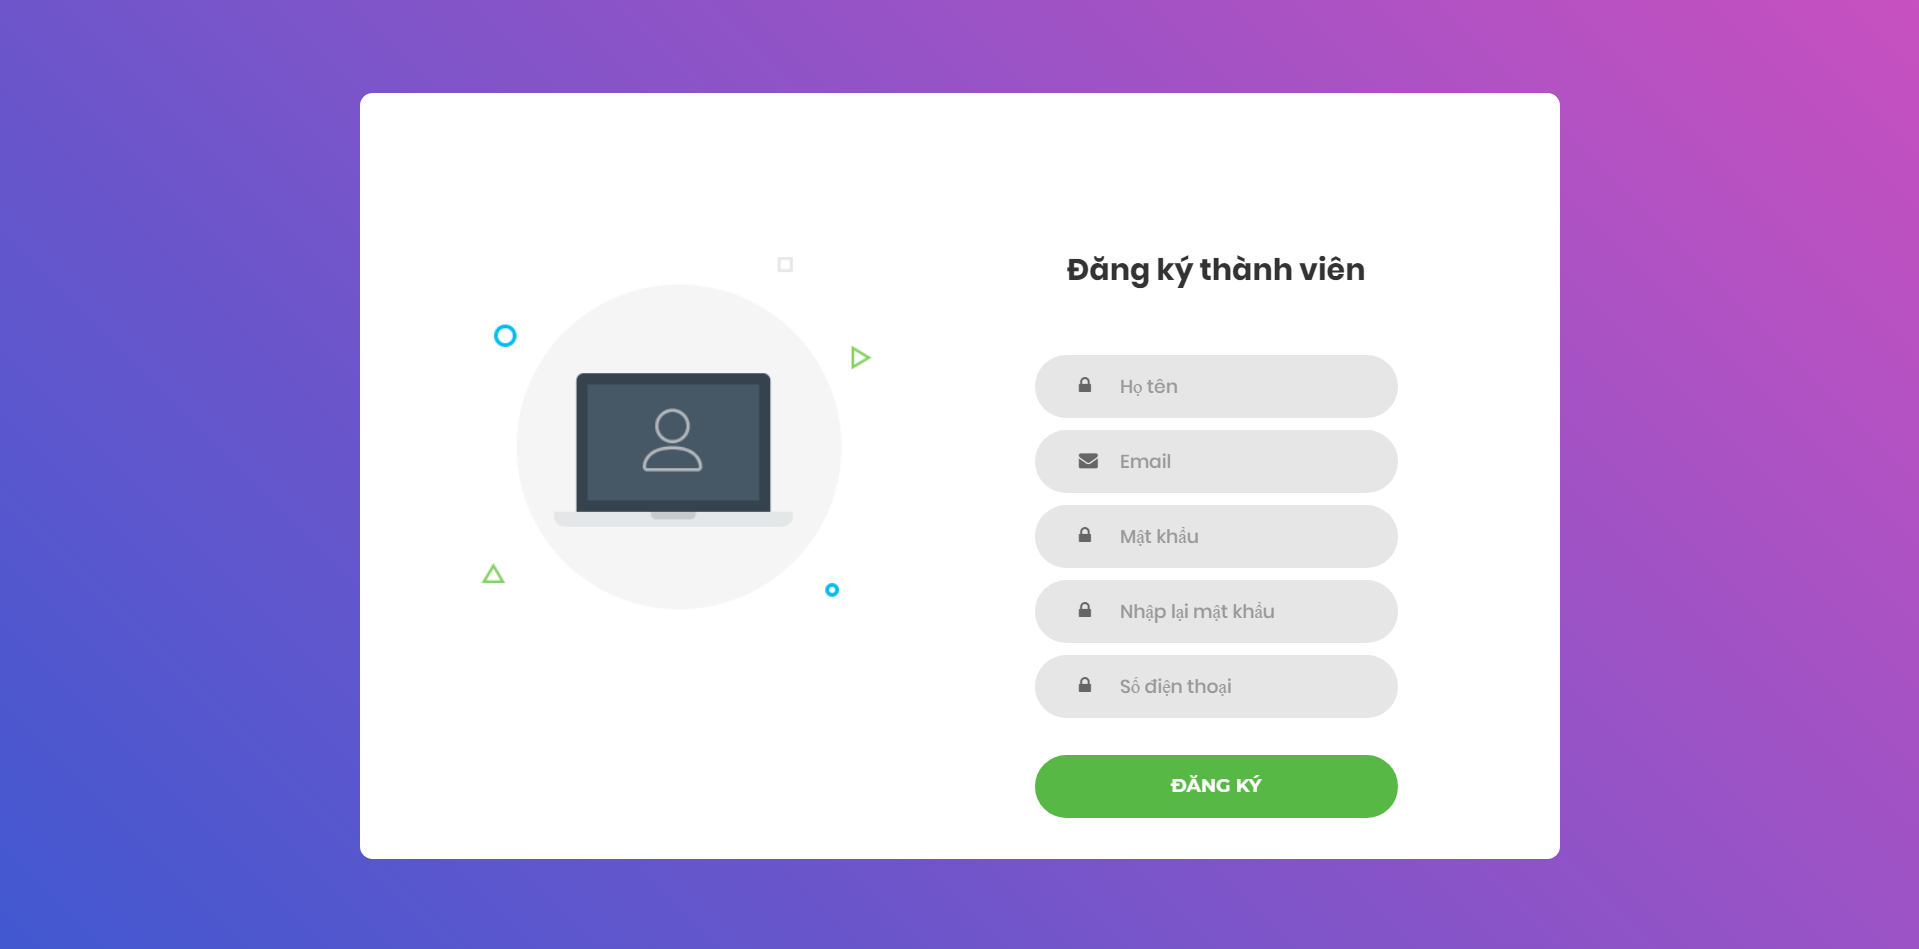 Đăng ký thành viên
Họ tên
Email
Mật khẩu
Nhập lại mật khẩu
Số điện thoại
ĐĂNG KÝ